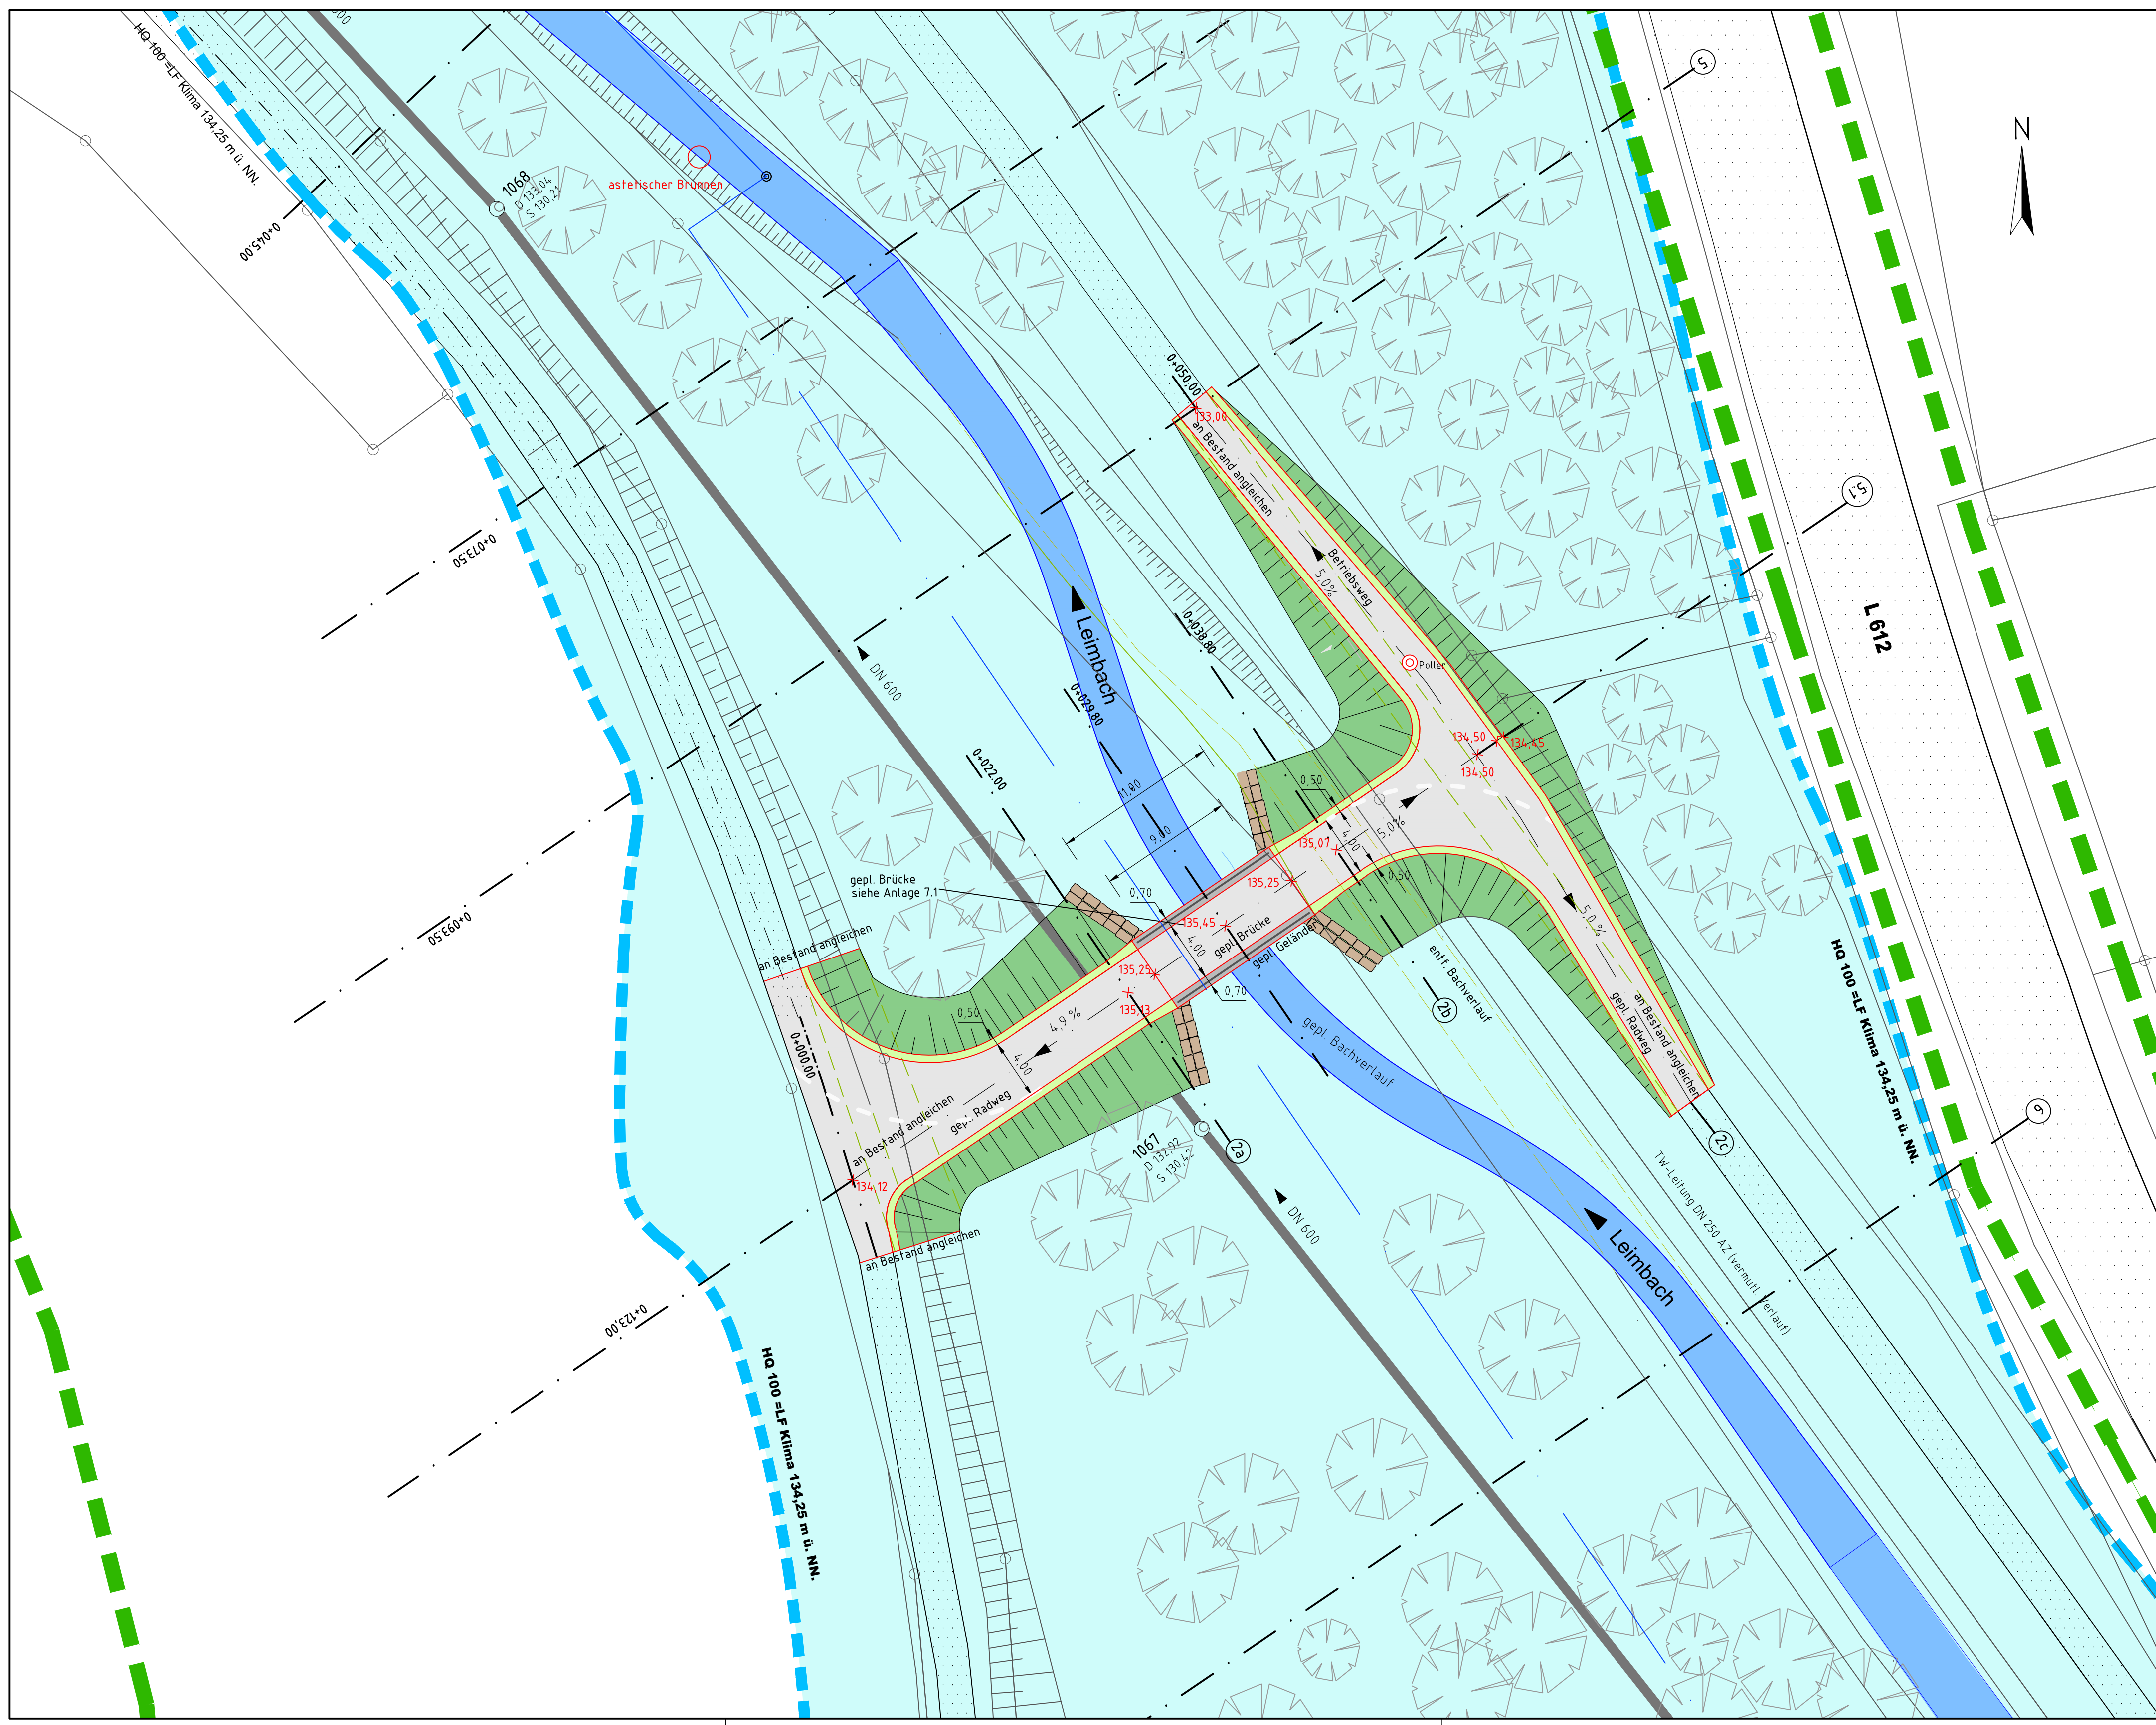 HQ 100 =LF Klima 134,25 m ü. NN.
5
N
1068
D 133,04
S 130,21
astetischer Brunnen
0+045.00
0+050,00
133,00
an Bestand angleichen
5.1
0+073.50
Betriebsweg
5,0%
L 612
0+038.80
Leimbach
DN 600
Poller
0+029.80
134,50
134,45
134,50
0+022.00
11,00
0,50
9,00
135,07
4,00
5,0%
gepl. Brücke
siehe Anlage 7.1
0,70
135,25
0,50
135,45
4,00
gepl. Brücke
gepl. Geländer
5,0%
0+093.50
an Bestand angleichen
entf. Bachverlauf
HQ 100 =LF Klima 134,25 m ü. NN.
135,25
0,70
135,13
2b
0,50
4,9 %
gepl. Bachverlauf
an Bestand angleichen
gepl. Radweg
0+000.00
4,00
an Bestand angleichen
gepl. Radweg
6
2c
2a
1067
D 132,92
S 130,42
134,12
TW-Leitung DN 250 AZ (vermutl. Verlauf)
DN 600
Leimbach
an Bestand angleichen
0+123.00
HQ 100 =LF Klima 134,25 m ü. NN.